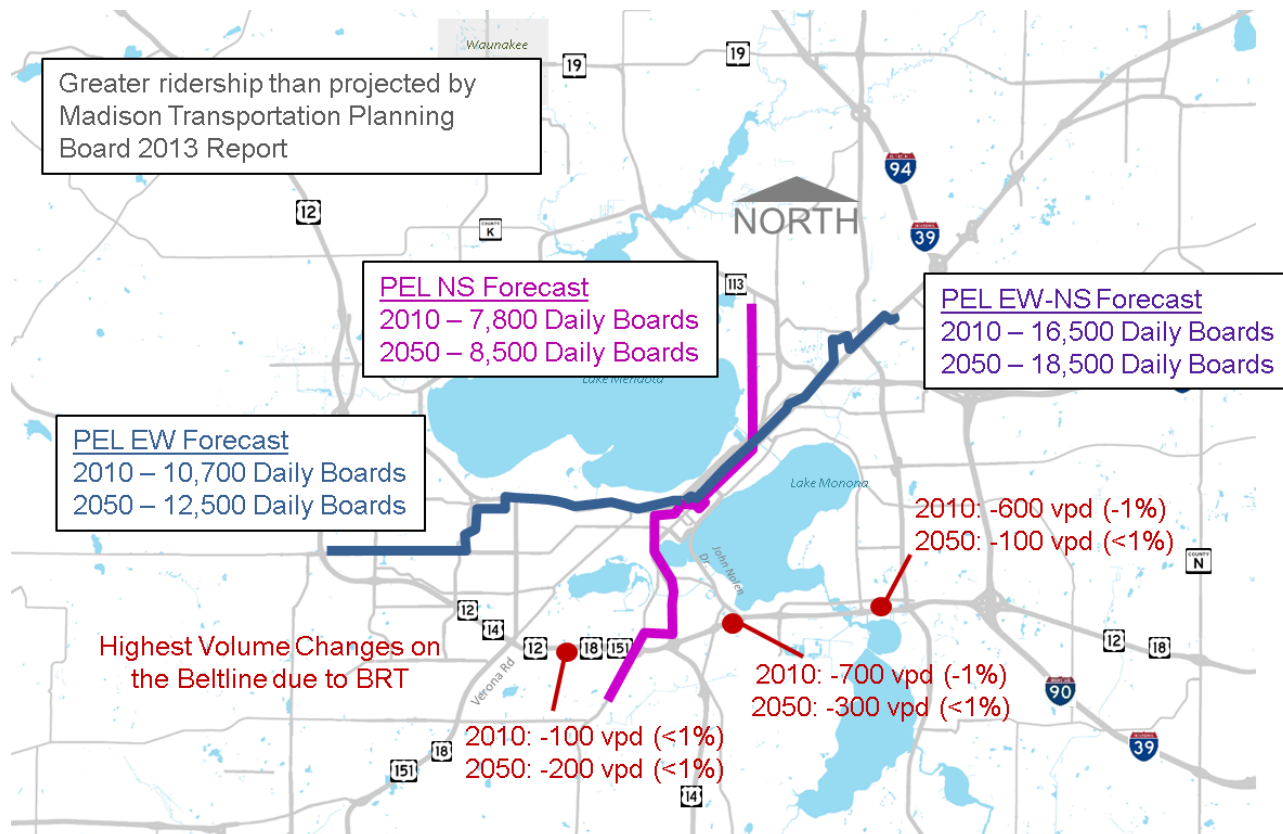 Waunakee
19
19
Greater ridership than projected by
Madison Transportation Planning
Board 2013 Report
94
12
COUNTY
K
NORTH
39
PEL NS Forecast
2010 – 7,800 Daily Boards
2050 – 8,500 Daily Boards
113
PEL EW-NS Forecast
2010 – 16,500 Daily Boards
2050 – 18,500 Daily Boards
Lake Mendota
PEL EW Forecast
2010 – 10,700 Daily Boards
2050 – 12,500 Daily Boards
Lake Monona
2010: -600 vpd (-1%)
2050: -100 vpd (<1%)
COUNTY
N
John Nolen
Dr
12
14
Highest Volume Changes on
the Beltline due to BRT
12
18
151
Verona Rd
12
18
2010: -700 vpd (-1%)
2050: -300 vpd (<1%)
90
2010: -100 vpd (<1%)
2050: -200 vpd (<1%)
18
151
14
39